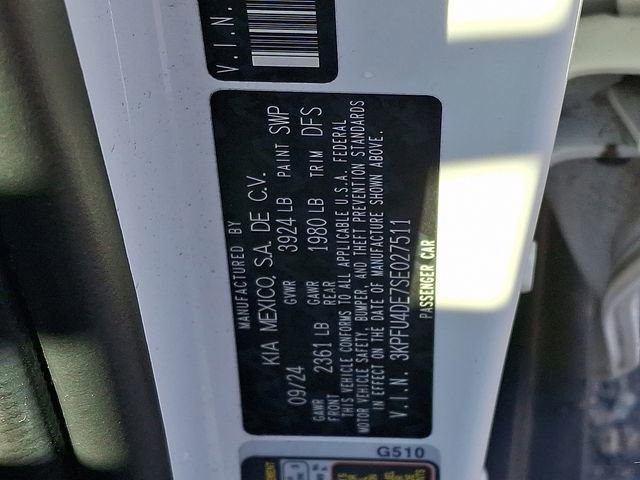 V.I.N.
MANUFACTURED BY
KIA MEXICO, S.A. DE C.V.
09/24 GVWR 3924 LB PAINT SWP
GAWR FRONT 2361 LB GAWR REAR 1980 LB TRIM DFS
THIS VEHICLE CONFORMS TO ALL APPLICABLE U.S.A. FEDERAL
MOTOR VEHICLE SAFETY, BUMPER, AND THEFT PREVENTION STANDARDS
IN EFFECT ON THE DATE OF MANUFACTURE SHOWN ABOVE.
V.I.N. 3KPFU4DE7SE027511
PASSENGER CAR
G510